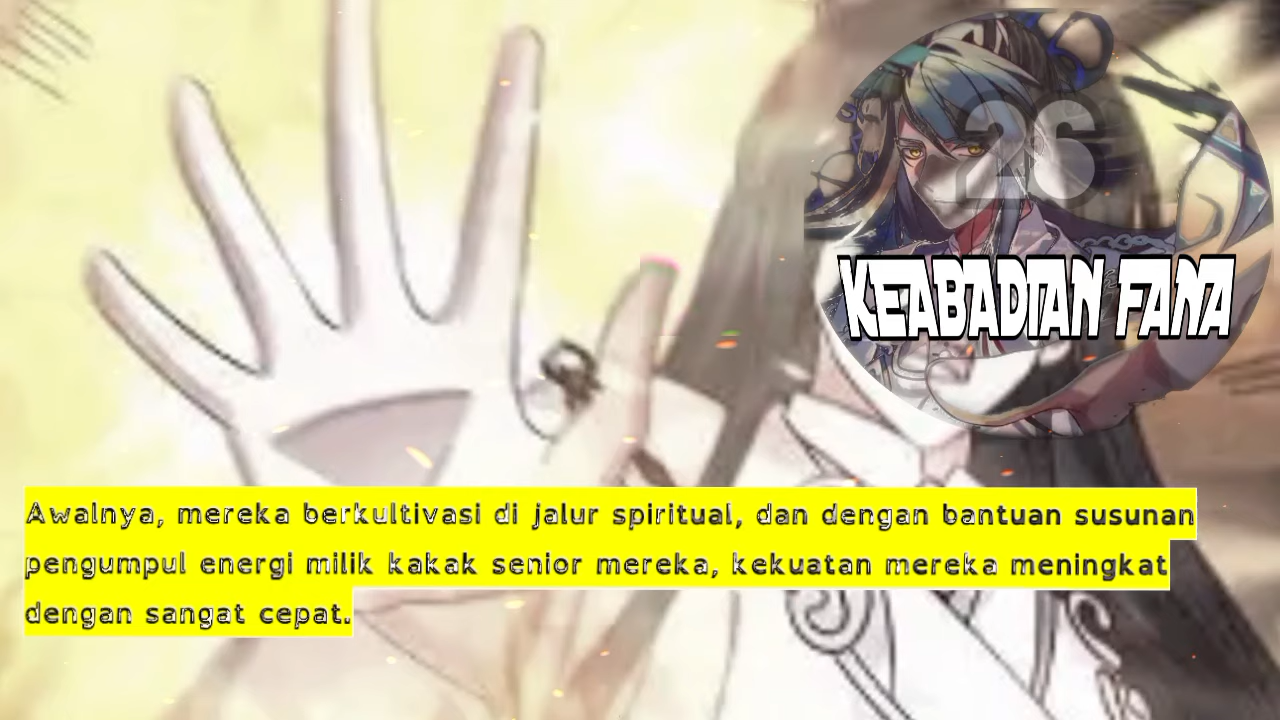 26
KEABADIAN FANA
Awalnya, mereka berkultivasi di jalur spiritual, dan dengan bantuan susunan
pengumpul energi milik kakak senior mereka, kekuatan mereka meningkat
dengan sangat cepat.